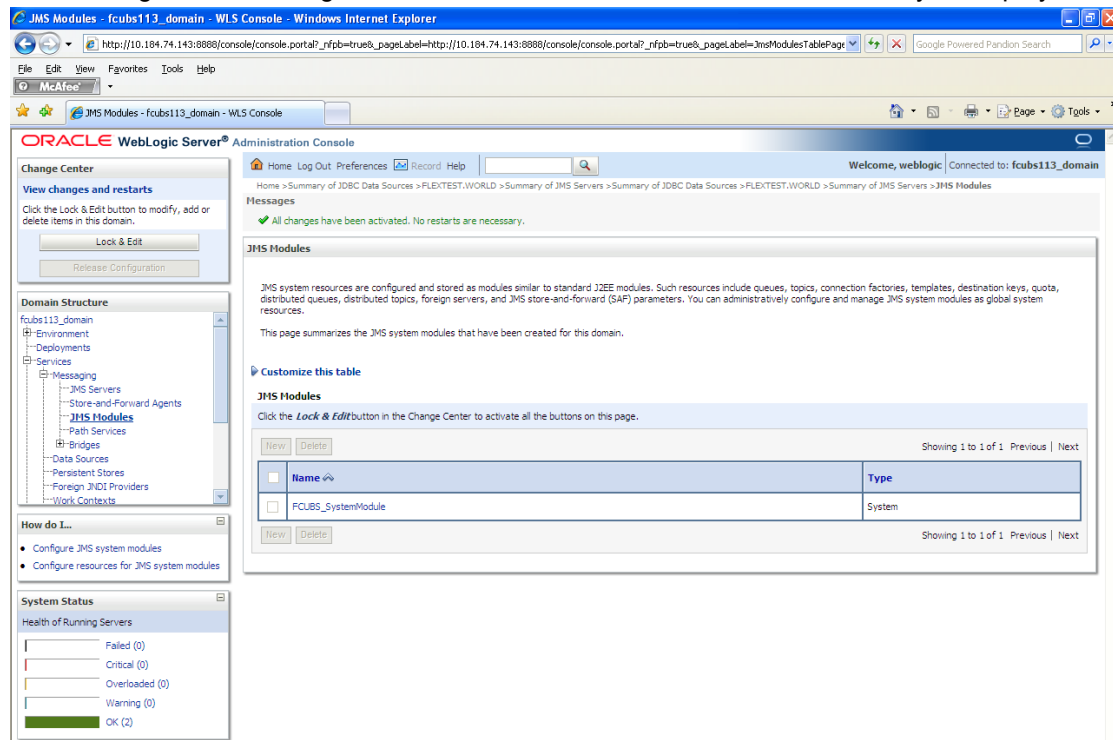 JMS Modules - fcubs113_domain - WLS Console - Windows Internet Explorer
http://10.184.74.143:8888/console/console.portal?_nfpb=true&_pageLabel=http://10.184.74.143:8888/console/console.portal?_nfpb=true&_pageLabel=JmsModulesTablePage
Google Powered Pandion Search
File Edit View Favorites Tools Help
McAfee
JMS Modules - fcubs113_domain - WLS Console
Page Tools
ORACLE WebLogic Server® Administration Console
Change Center
View changes and restarts
Click the Lock & Edit button to modify, add or
delete items in this domain.
Lock & Edit
Release Configuration
Domain Structure
fcubs113_domain
Environment
Deployments
Services
Messaging
JMS Servers
Store-and-Forward Agents
JMS Modules
Path Services
Bridges
Data Sources
Persistent Stores
Foreign JNDI Providers
Work Contexts
How do I...
Configure JMS system modules
Configure resources for JMS system modules
System Status
Health of Running Servers
Failed (0)
Critical (0)
Overloaded (0)
Warning (0)
OK (2)
Home Log Out Preferences Record Help
Welcome, weblogic Connected to: fcubs113_domain
Home >Summary of JDBC Data Sources >FLEXTEST.WORLD >Summary of JMS Servers >Summary of JDBC Data Sources >FLEXTEST.WORLD >Summary of JMS Servers >JMS Modules
Messages
All changes have been activated. No restarts are necessary.
JMS Modules
JMS system resources are configured and stored as modules similar to standard J2EE modules. Such resources include queues, topics, connection factories, templates, destination keys, quota,
distributed queues, distributed topics, foreign servers, and JMS store-and-forward (SAF) parameters. You can administratively configure and manage JMS system modules as global system
resources.
This page summarizes the JMS system modules that have been created for this domain.
Customize this table
JMS Modules
Click the Lock & Edit button in the Change Center to activate all the buttons on this page.
New Delete
Showing 1 to 1 of 1 Previous | Next
Name Type
FCUBS_SystemModule System
New Delete
Showing 1 to 1 of 1 Previous | Next